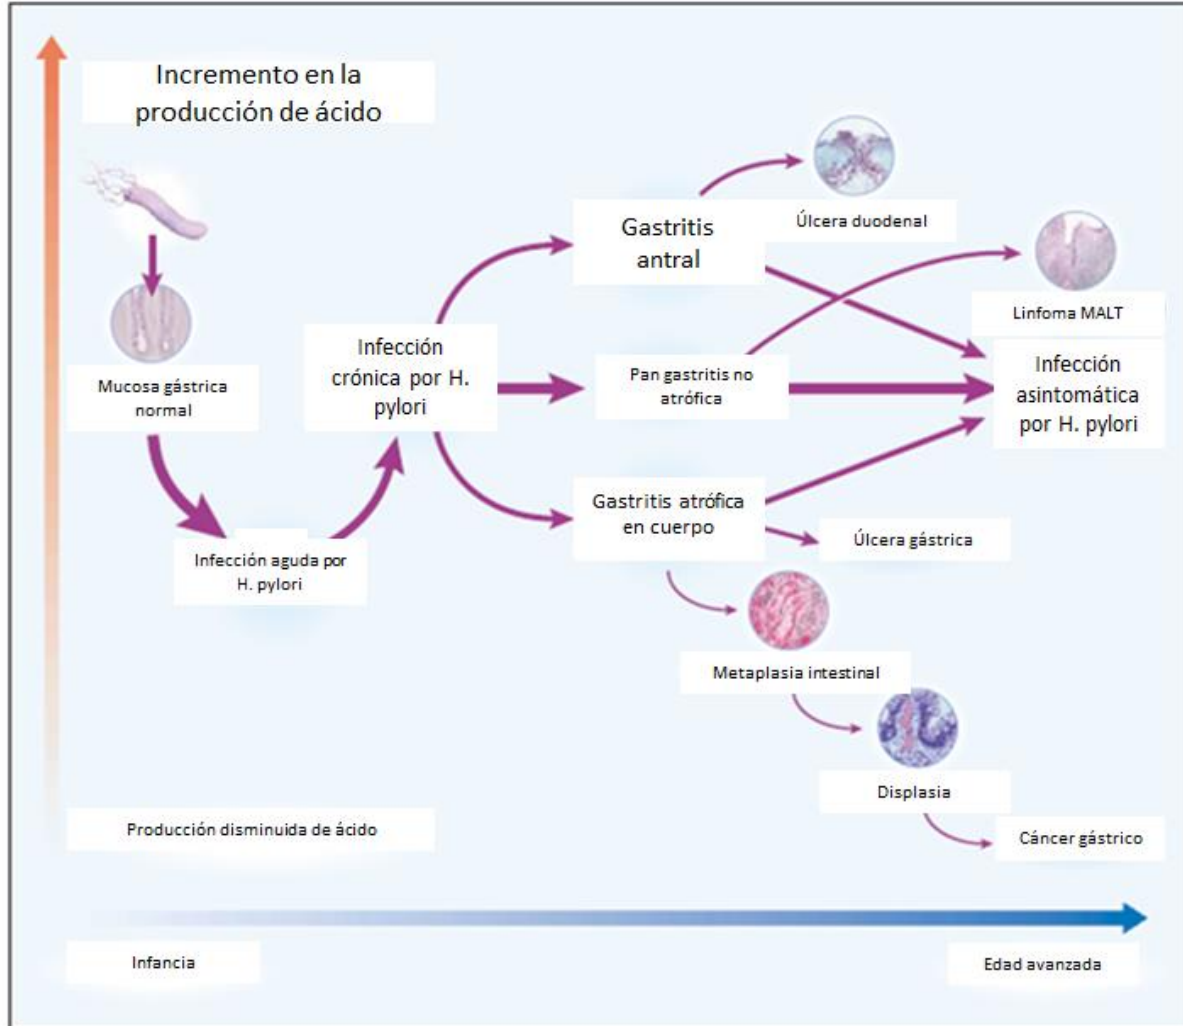 Incremento en la
producción de ácido
Úlcera duodenal
Gastritis
antral
Linfoma MALT
Mucosa gástrica
normal
Infección
crónica por H.
pylori
Pan gastritis no
atrófica
Infección
asintomática
por H. pylori
Gastritis atrófica
en cuerpo
Úlcera gástrica
Infección aguda por
H. pylori
Metaplasia intestinal
Displasia
Producción disminuida de ácido
Cáncer gástrico
Infancia
Edad avanzada